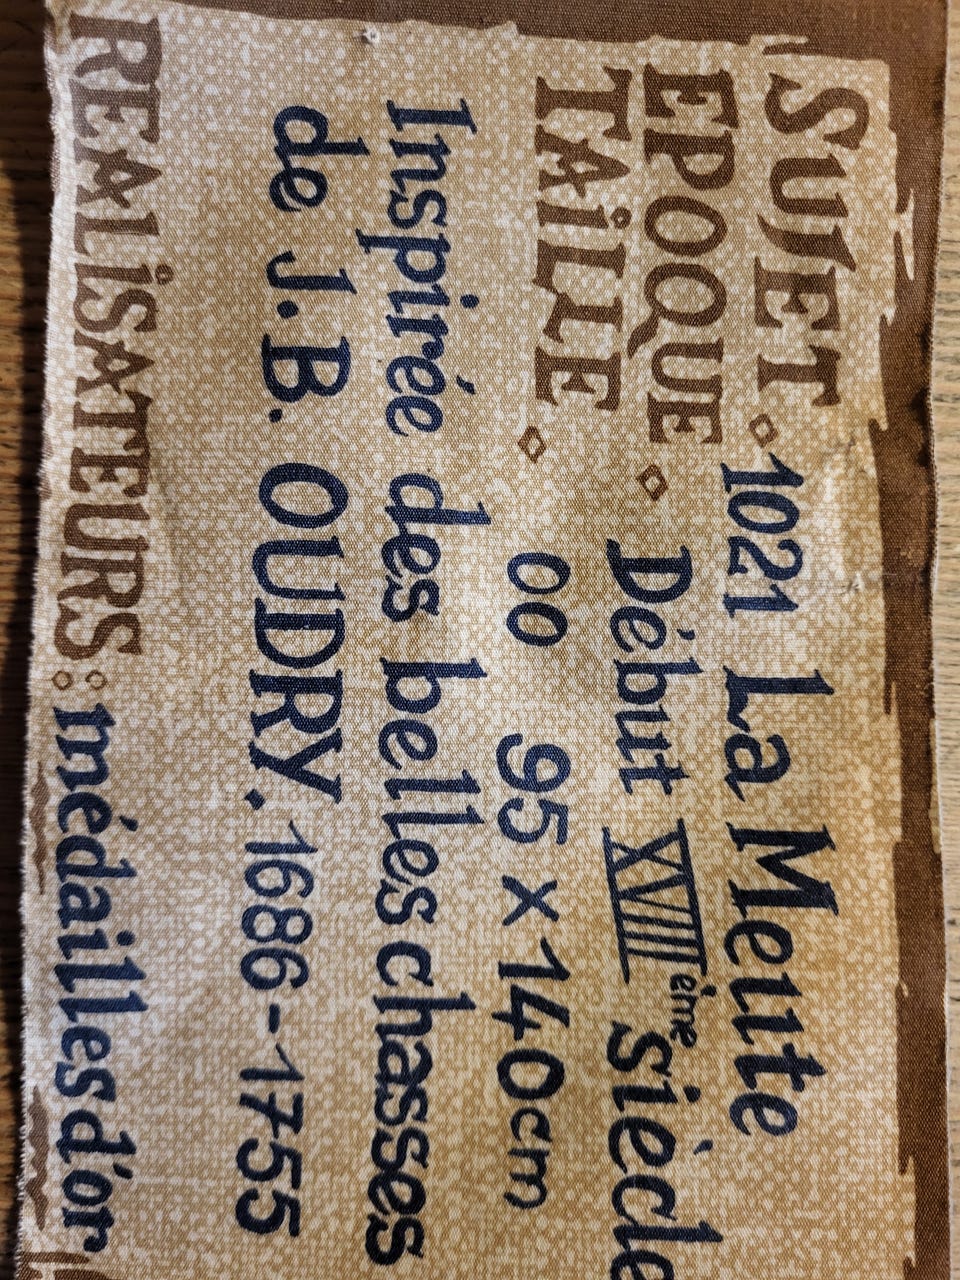 SUJET ◇ 1021 La Meute
EPOQUE ◇ Début XVIIIème siècle
TAiLLE ◇ 00 95 x 140cm
Inspirée des belles chasses
de J.B. OUDRY. 1686-1755
REALiSATEURS: médailles d'or